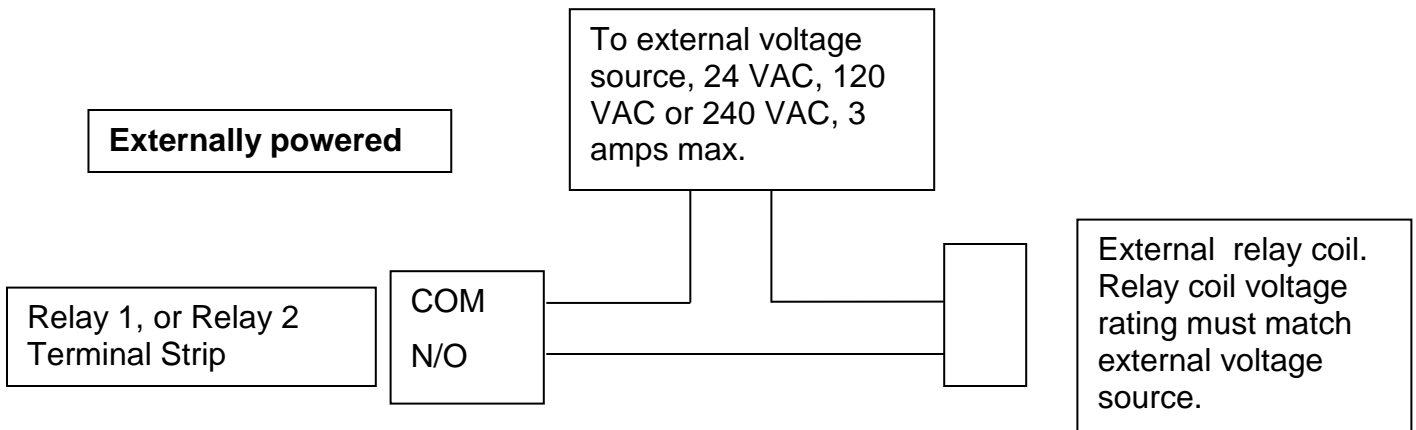 To external voltage
source, 24 VAC, 120
VAC or 240 VAC, 3
amps max.
Externally powered
Relay 1, or Relay 2
Terminal Strip
COM
N/O
External relay coil.
Relay coil voltage
rating must match
external voltage
source.